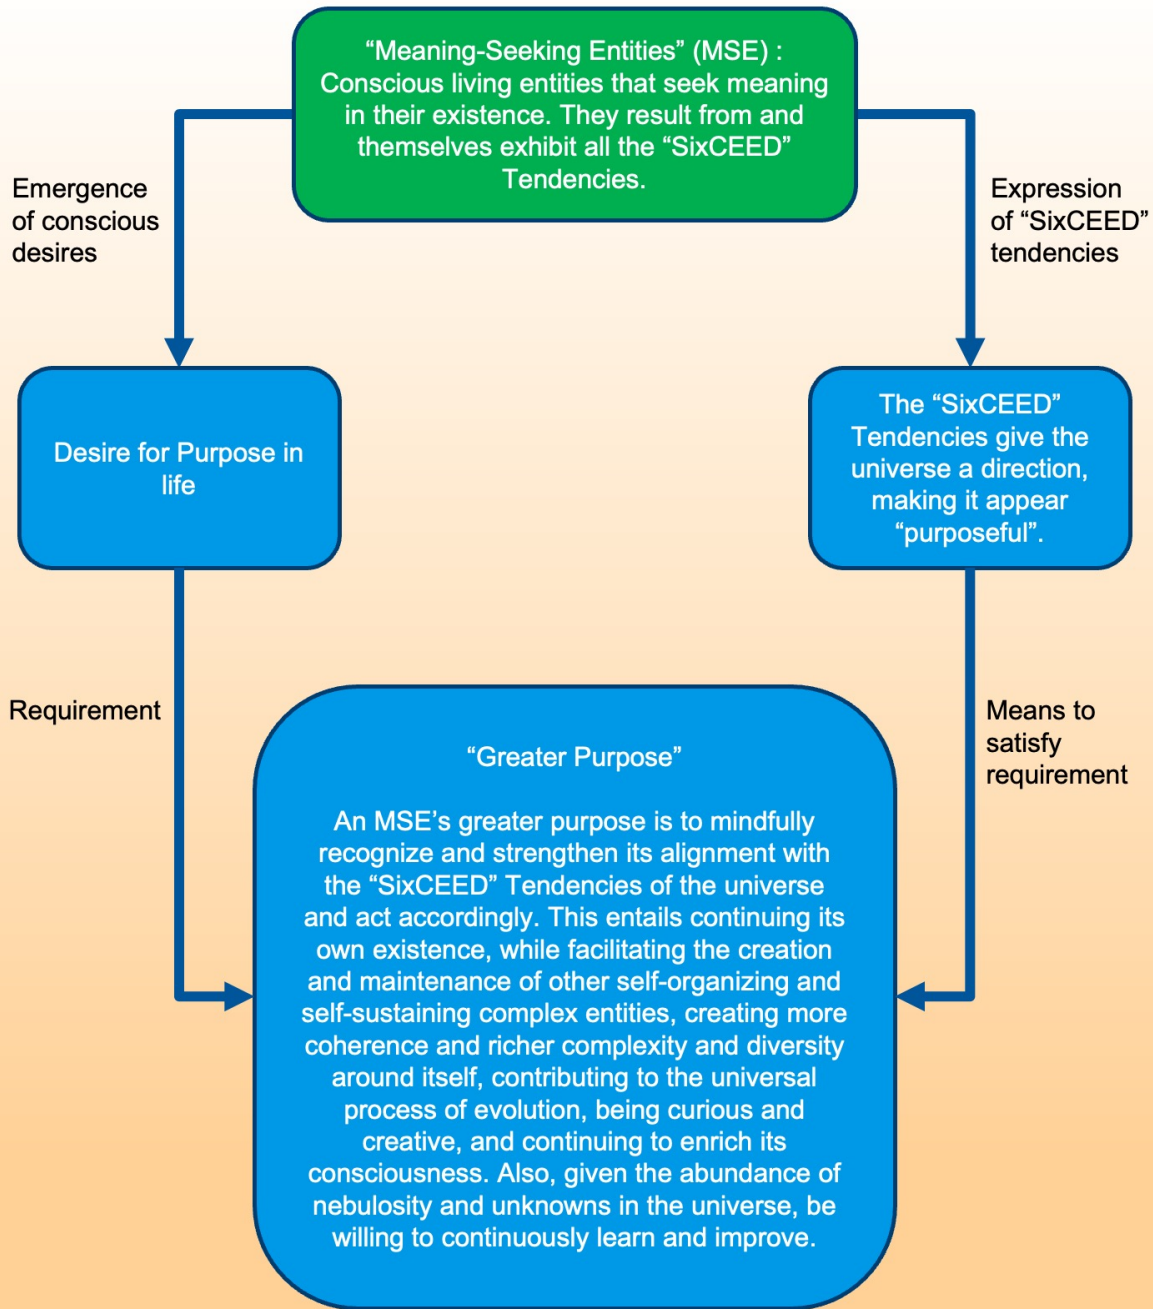 “Meaning-Seeking Entities” (MSE) :
Conscious living entities that seek meaning
in their existence. They result from and
themselves exhibit all the “SixCEED”
Tendencies.
Emergence
of conscious
desires
Expression
of “SixCEED”
tendencies
Desire for Purpose in
life
The “SixCEED”
Tendencies give the
universe a direction,
making it appear
“purposeful”.
Requirement
Means to
satisfy
requirement
“Greater Purpose”
An MSE’s greater purpose is to mindfully
recognize and strengthen its alignment with
the “SixCEED” Tendencies of the universe
and act accordingly. This entails continuing its
own existence, while facilitating the creation
and maintenance of other self-organizing and
self-sustaining complex entities, creating more
coherence and richer complexity and diversity
around itself, contributing to the universal
process of evolution, being curious and
creative, and continuing to enrich its
consciousness. Also, given the abundance of
nebulosity and unknowns in the universe, be
willing to continuously learn and improve.